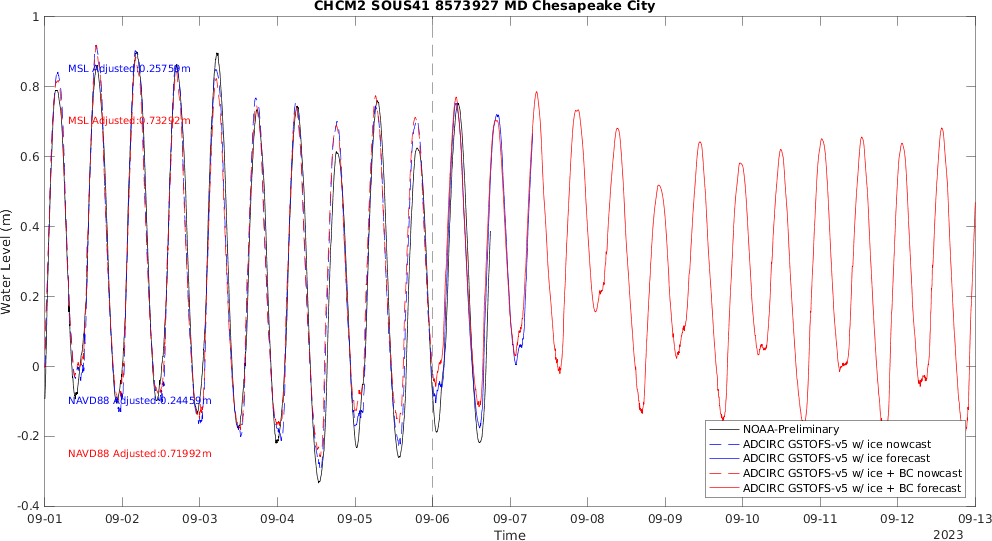 CHCM2 SOUS41 8573927 MD Chesapeake City
1
0.8
0.6
0.4
0.2
0
-0.2
-0.4
Water Level (m)
MSL Adjusted:0.25759m
MSL Adjusted:0.73292m
NAVD88 Adjusted:0.24459m
NAVD88 Adjusted:0.71992m
NOAA-Preliminary
ADCIRC GSTOFS-v5 w/ ice nowcast
ADCIRC GSTOFS-v5 w/ ice forecast
ADCIRC GSTOFS-v5 w/ ice + BC nowcast
ADCIRC GSTOFS-v5 w/ ice + BC forecast
09-01 09-02 09-03 09-04 09-05 09-06 09-07 09-08 09-09 09-10 09-11 09-12 09-13
Time
2023